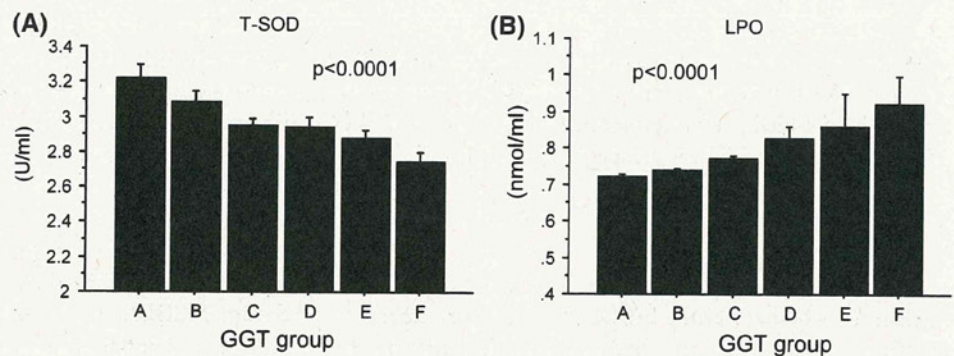 (A) T-SOD
3.4
3.2
3
2.8
2.6
2.4
2.2
2
(U/ml)
p<0.0001
A B C D E F
GGT group
(B) LPO
1.1
1
.9
.8
.7
.6
.5
.4
(nmol/ml)
p<0.0001
A B C D E F
GGT group